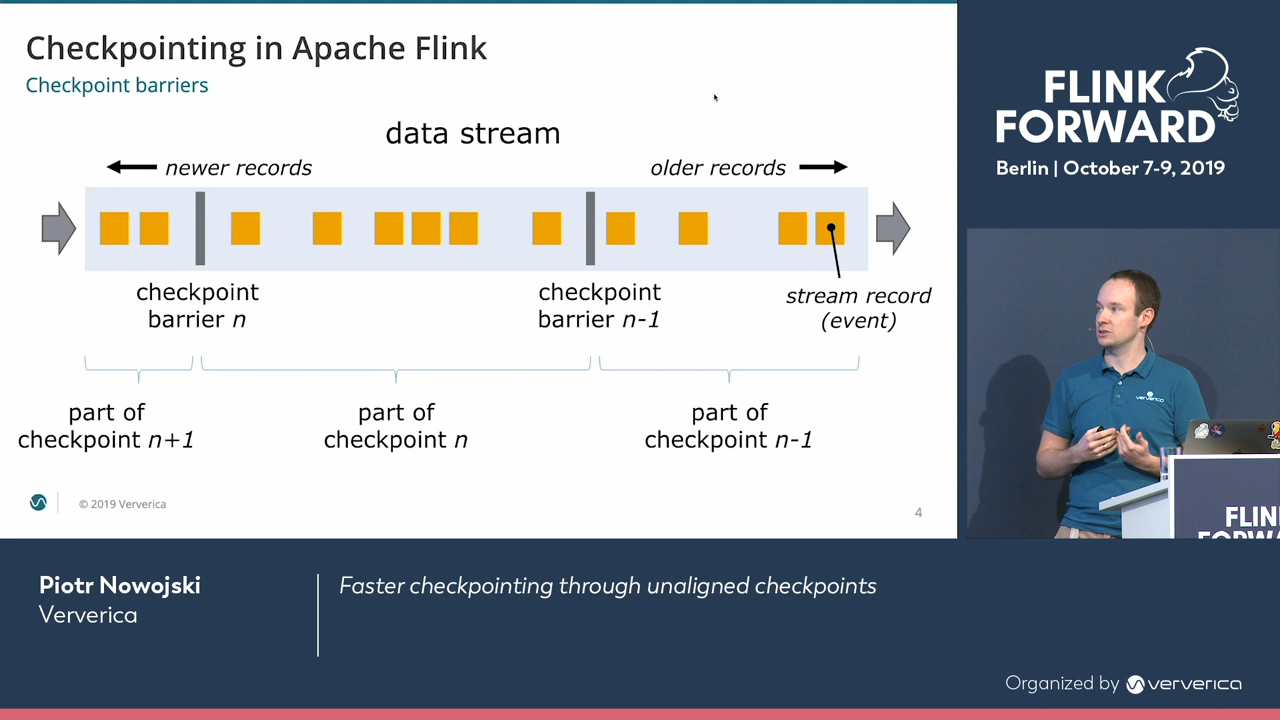 Checkpointing in Apache Flink
Checkpoint barriers
data stream
newer records
older records
checkpoint
barrier n
checkpoint
barrier n-1
stream record
(event)
part of
checkpoint n+1
part of
checkpoint n
part of
checkpoint n-1
© 2019 Ververica
4
FLINK
FORWARD
Berlin | October 7-9, 2019
ververica
Piotr Nowojski
Ververica
Faster checkpointing through unaligned checkpoints
Organized by ververica